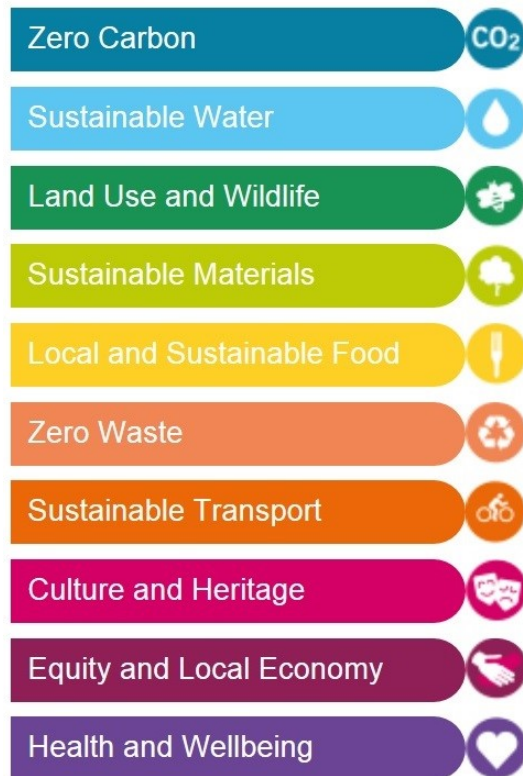 Zero Carbon CO₂
Sustainable Water
Land Use and Wildlife
Sustainable Materials
Local and Sustainable Food
Zero Waste
Sustainable Transport
Culture and Heritage
Equity and Local Economy
Health and Wellbeing